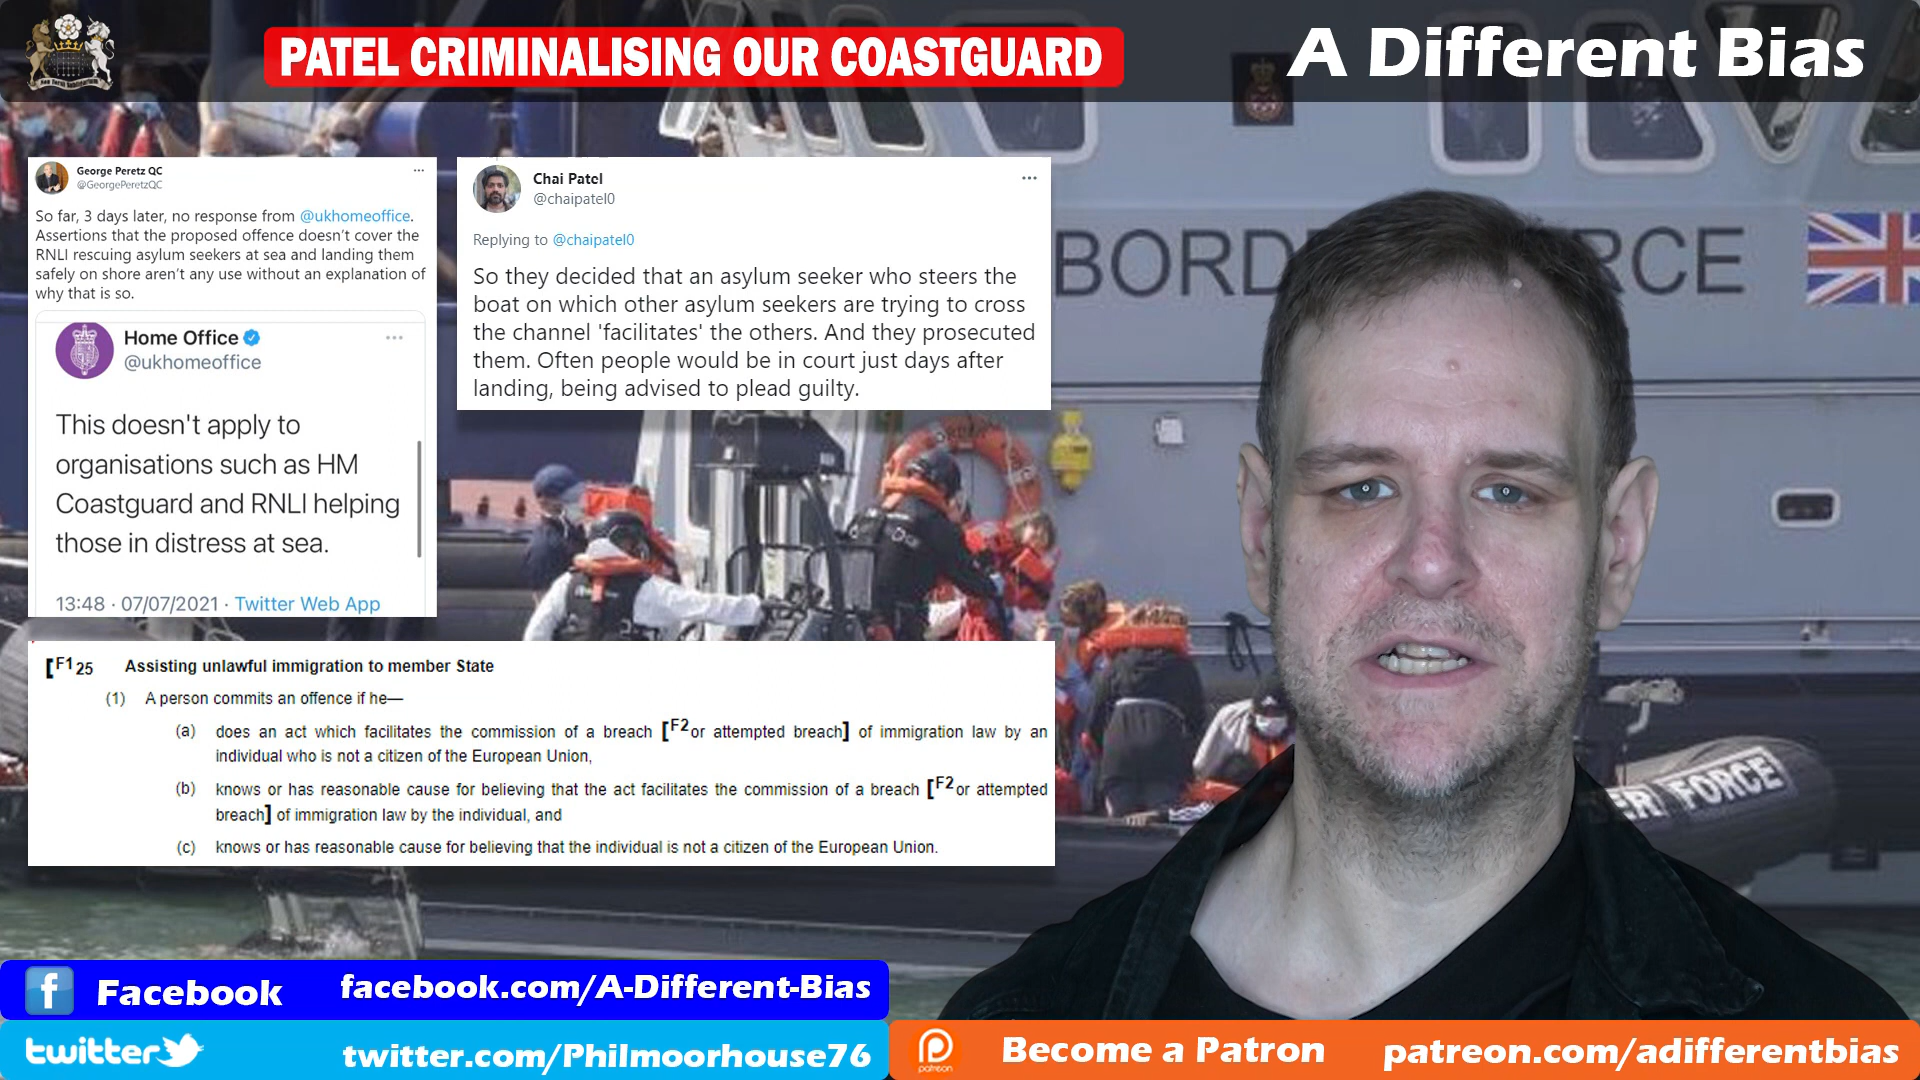 PATEL CRIMINALISING OUR COASTGUARD
A Different Bias
George Peretz QC
@GeorgePeretzQC
So far, 3 days later, no response from @ukhomeoffice.
Assertions that the proposed offence doesn't cover the
RNLI rescuing asylum seekers at sea and landing them
safely on shore aren't any use without an explanation of
why that is so.
Home Office
@ukhomeoffice
This doesn't apply to
organisations such as HM
Coastguard and RNLI helping
those in distress at sea.
13:48 · 07/07/2021 · Twitter Web App
Chai Patel
@chaipatel0
Replying to @chaipatel0
So they decided that an asylum seeker who steers the
boat on which other asylum seekers are trying to cross
the channel 'facilitates' the others. And they prosecuted
them. Often people would be in court just days after
landing, being advised to plead guilty.
BORD
RCE
ER FORCE
[F1 25 Assisting unlawful immigration to member State
(1) A person commits an offence if he—
(a) does an act which facilitates the commission of a breach [F2 or attempted breach] of immigration law by an
individual who is not a citizen of the European Union,
(b) knows or has reasonable cause for believing that the act facilitates the commission of a breach [F2 or attempted
breach] of immigration law by the individual, and
(c) knows or has reasonable cause for believing that the individual is not a citizen of the European Union.
Facebook facebook.com/A-Different-Bias
twitter twitter.com/Philmoorhouse76
patreon Become a Patron patreon.com/adifferentbias